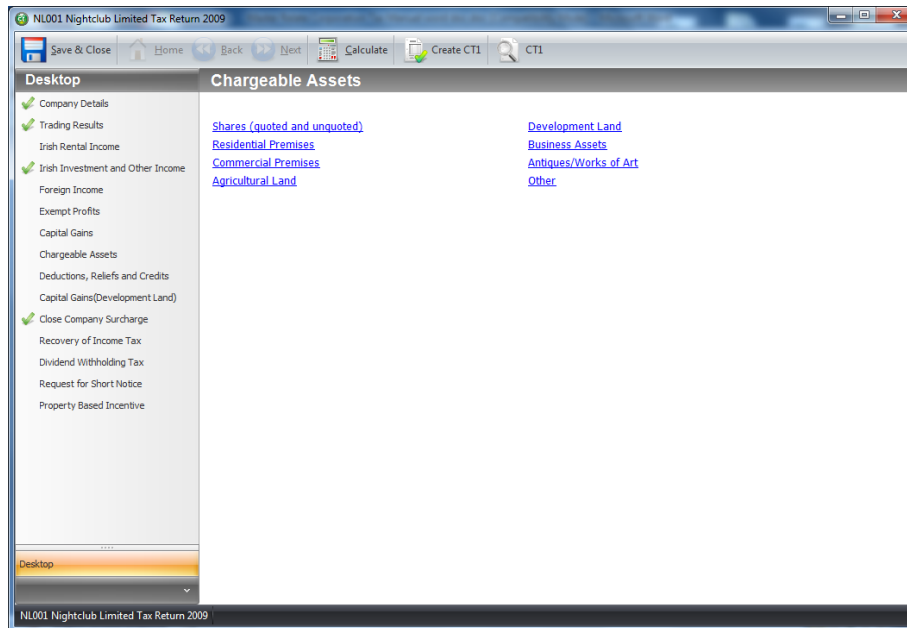 NL001 Nightclub Limited Tax Return 2009
Save & Close Home Back Next Calculate Create CT1 CT1
Desktop
Company Details
Trading Results
Irish Rental Income
Irish Investment and Other Income
Foreign Income
Exempt Profits
Capital Gains
Chargeable Assets
Deductions, Reliefs and Credits
Capital Gains(Development Land)
Close Company Surcharge
Recovery of Income Tax
Dividend Withholding Tax
Request for Short Notice
Property Based Incentive
Desktop
Chargeable Assets
Shares (quoted and unquoted) Development Land
Residential Premises Business Assets
Commercial Premises Antiques/Works of Art
Agricultural Land Other
NL001 Nightclub Limited Tax Return 2009